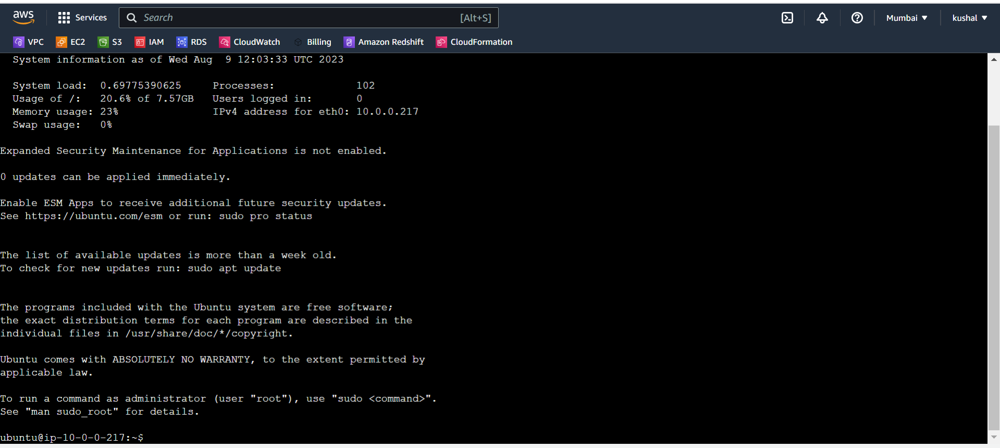 aws Services Search [Alt+S] Mumbai ▼ kushal ▼
VPC EC2 S3 IAM RDS CloudWatch Billing Amazon Redshift CloudFormation
System information as of Wed Aug  9 12:03:33 UTC 2023
System load:  0.69775390625     Processes:             102
Usage of /:   20.6% of 7.57GB   Users logged in:       0
Memory usage: 23%               IPv4 address for eth0: 10.0.0.217
Swap usage:   0%
Expanded Security Maintenance for Applications is not enabled.
0 updates can be applied immediately.
Enable ESM Apps to receive additional future security updates.
See https://ubuntu.com/esm or run: sudo pro status
The list of available updates is more than a week old.
To check for new updates run: sudo apt update
The programs included with the Ubuntu system are free software;
the exact distribution terms for each program are described in the
individual files in /usr/share/doc/*/copyright.
Ubuntu comes with ABSOLUTELY NO WARRANTY, to the extent permitted by
applicable law.
To run a command as administrator (user "root"), use "sudo <command>".
See "man sudo_root" for details.
ubuntu@ip-10-0-0-217:~$